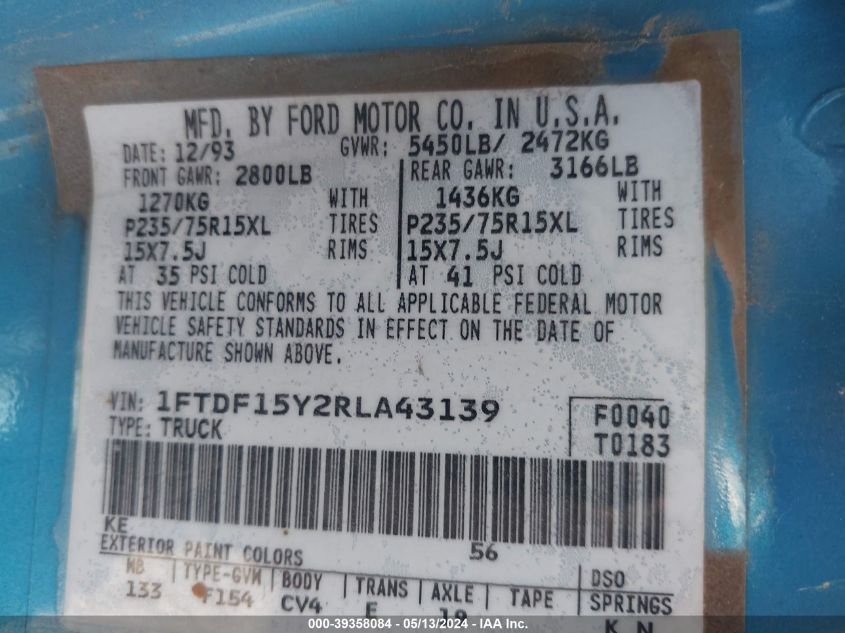 MFD. BY FORD MOTOR CO. IN U.S.A.
DATE: 12/93 GVWR: 5450LB/ 2472KG
FRONT GAWR: 2800LB REAR GAWR: 3166LB
1270KG WITH 1436KG WITH
P235/75R15XL TIRES P235/75R15XL TIRES
15X7.5J RIMS 15X7.5J RIMS
AT 35 PSI COLD AT 41 PSI COLD
THIS VEHICLE CONFORMS TO ALL APPLICABLE FEDERAL MOTOR
VEHICLE SAFETY STANDARDS IN EFFECT ON THE DATE OF
MANUFACTURE SHOWN ABOVE.
VIN: 1FTDF15Y2RLA43139 F0040
TYPE: TRUCK T0183
KE 56
EXTERIOR PAINT COLORS DSO
WB TYPE-GVW BODY TRANS AXLE TAPE SPRINGS
133 F154 CV4 E 19 K N
000-39358084 - 05/13/2024 - IAA Inc.